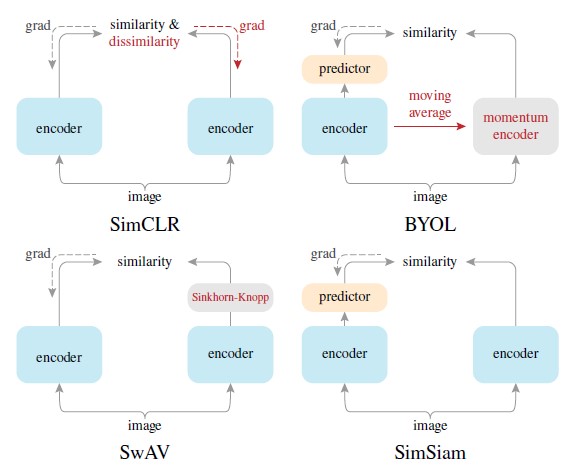 grad
similarity &
dissimilarity
grad
encoder
encoder
image
SimCLR
grad
similarity
predictor
encoder
moving
average
momentum
encoder
image
BYOL
grad
similarity
Sinkhorn-Knopp
encoder
encoder
image
SwAV
grad
similarity
predictor
encoder
encoder
image
SimSiam